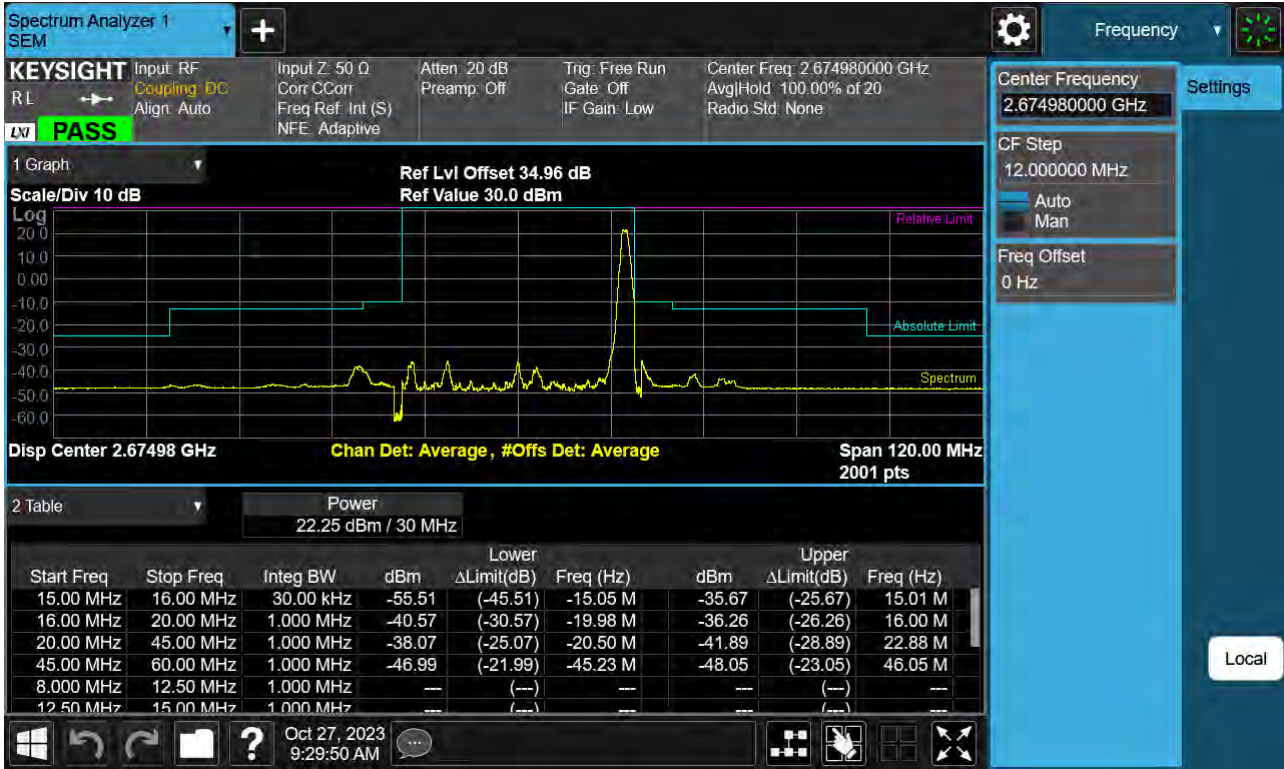 Spectrum Analyzer 1
SEM
+
Frequency
KEYSIGHT
RL
LXI
PASS
Input: RF
Coupling: DC
Align: Auto
Input Z: 50 Ω
Corr CCorr
Freq Ref: Int (S)
NFE: Adaptive
Atten: 20 dB
Preamp: Off
Trig: Free Run
Gate: Off
IF Gain: Low
Center Freq: 2.674980000 GHz
Avg|Hold: 100.00% of 20
Radio Std: None
Center Frequency
2.674980000 GHz
Settings
CF Step
12.000000 MHz
Auto
Man
Freq Offset
0 Hz
Local
1 Graph
Scale/Div 10 dB
Ref Lvl Offset 34.96 dB
Ref Value 30.0 dBm
Log
20.0
10.0
0.00
-10.0
-20.0
-30.0
-40.0
-50.0
-60.0
Relative Limit
Absolute Limit
Spectrum
Disp Center 2.67498 GHz Chan Det: Average, #Offs Det: Average Span 120.00 MHz
2001 pts
2 Table
Power
22.25 dBm / 30 MHz
Lower Upper
Start Freq Stop Freq Integ BW dBm ΔLimit(dB) Freq (Hz) dBm ΔLimit(dB) Freq (Hz)
15.00 MHz 16.00 MHz 30.00 kHz -55.51 (-45.51) -15.05 M -35.67 (-25.67) 15.01 M
16.00 MHz 20.00 MHz 1.000 MHz -40.57 (-30.57) -19.98 M -36.26 (-26.26) 16.00 M
20.00 MHz 45.00 MHz 1.000 MHz -38.07 (-25.07) -20.50 M -41.89 (-28.89) 22.88 M
45.00 MHz 60.00 MHz 1.000 MHz -46.99 (-21.99) -45.23 M -48.05 (-23.05) 46.05 M
8.000 MHz 12.50 MHz 1.000 MHz --- (---) --- --- (---) ---
12.50 MHz 15.00 MHz 1.000 MHz --- (---) --- --- (---) ---
?
Oct 27, 2023
9:29:50 AM